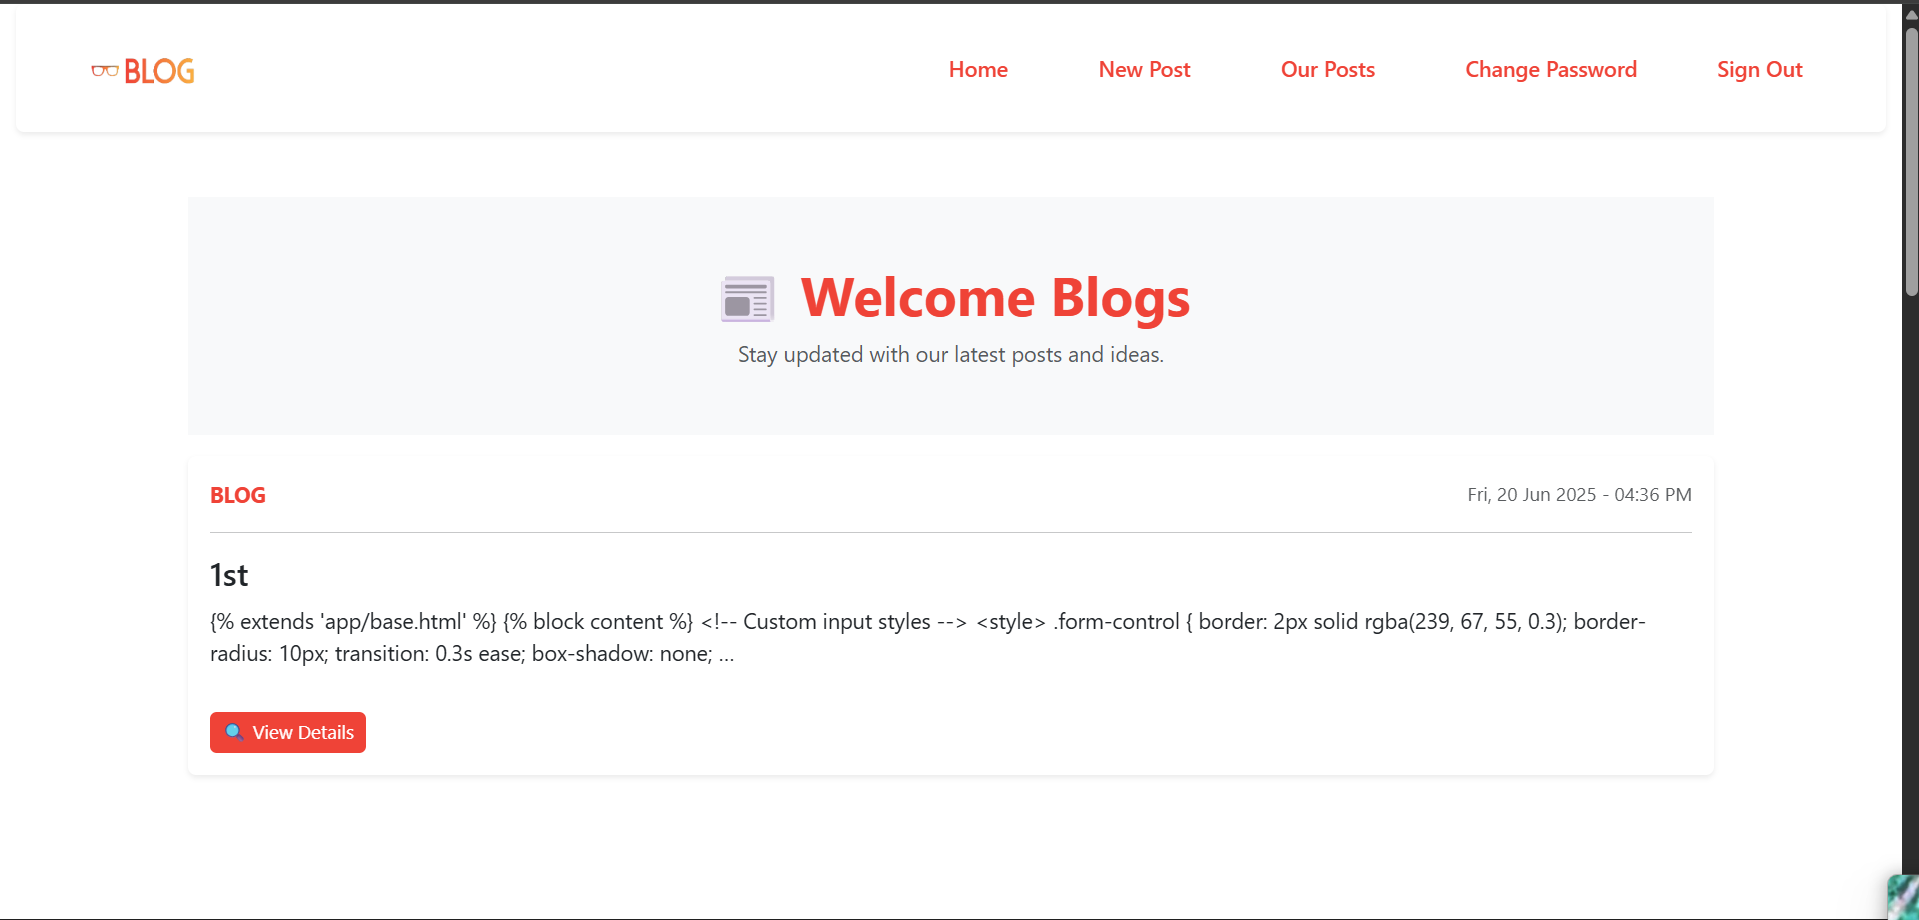 BLOG
Home
New Post
Our Posts
Change Password
Sign Out
Welcome Blogs
Stay updated with our latest posts and ideas.
BLOG
Fri, 20 Jun 2025 - 04:36 PM
1st
{% extends 'app/base.html' %} {% block content %} <!-- Custom input styles --> <style> .form-control { border: 2px solid rgba(239, 67, 55, 0.3); border-
radius: 10px; transition: 0.3s ease; box-shadow: none; ...
View Details